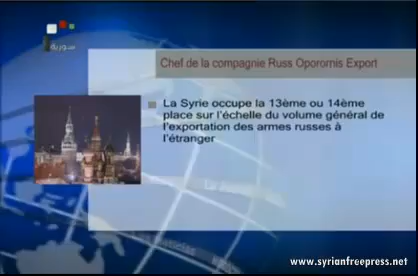 سورية
Chef de la compagnie Russ Oporornis Export
La Syrie occupe la 13ème ou 14ème
place sur l'échelle du volume général de
l'exportation des armes russes à
l'étranger
www.syrianfreepress.net